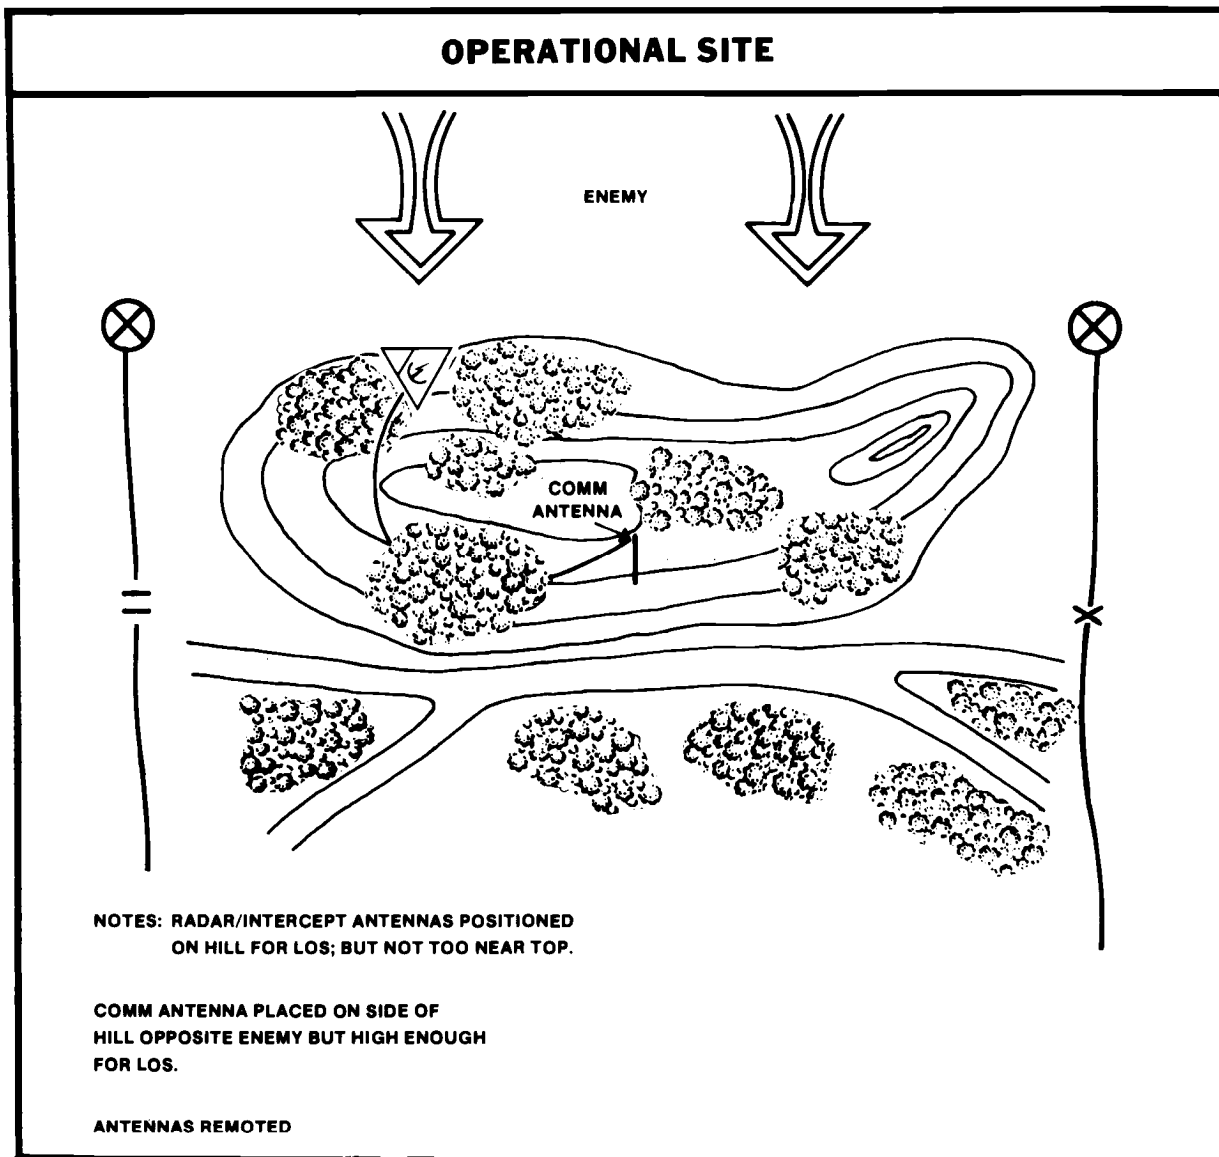 OPERATIONAL SITE
ENEMY
COMM
ANTENNA
NOTES: RADAR/INTERCEPT ANTENNAS POSITIONED
ON HILL FOR LOS; BUT NOT TOO NEAR TOP.
COMM ANTENNA PLACED ON SIDE OF
HILL OPPOSITE ENEMY BUT HIGH ENOUGH
FOR LOS.
ANTENNAS REMOTED